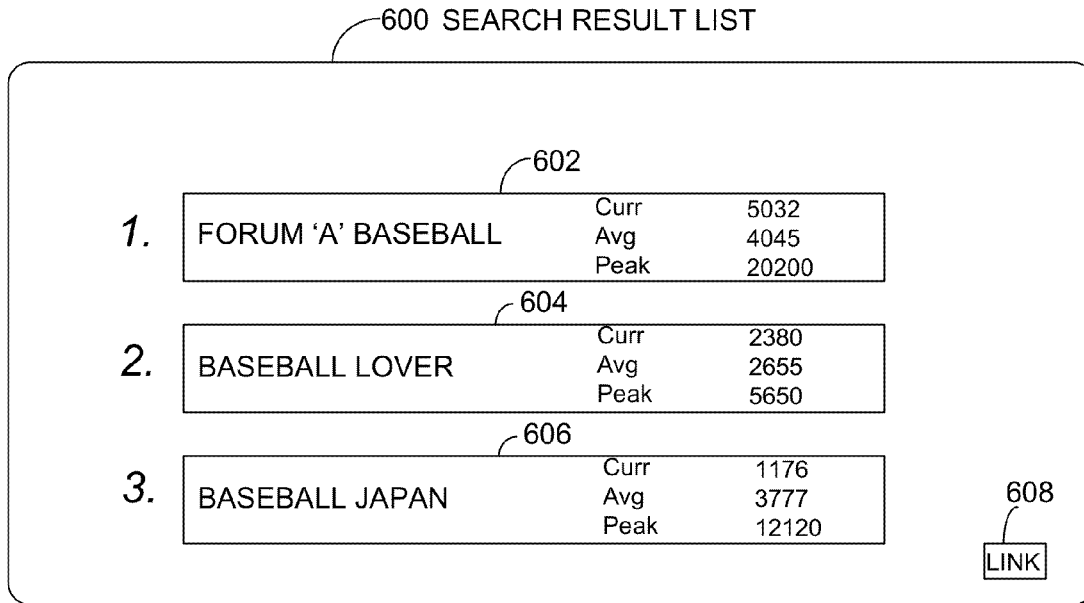 600 SEARCH RESULT LIST
602
1. FORUM ‘A’ BASEBALL Curr 5032
Avg 4045
Peak 20200
604
2. BASEBALL LOVER Curr 2380
Avg 2655
Peak 5650
606
3. BASEBALL JAPAN Curr 1176
Avg 3777
Peak 12120
608
LINK